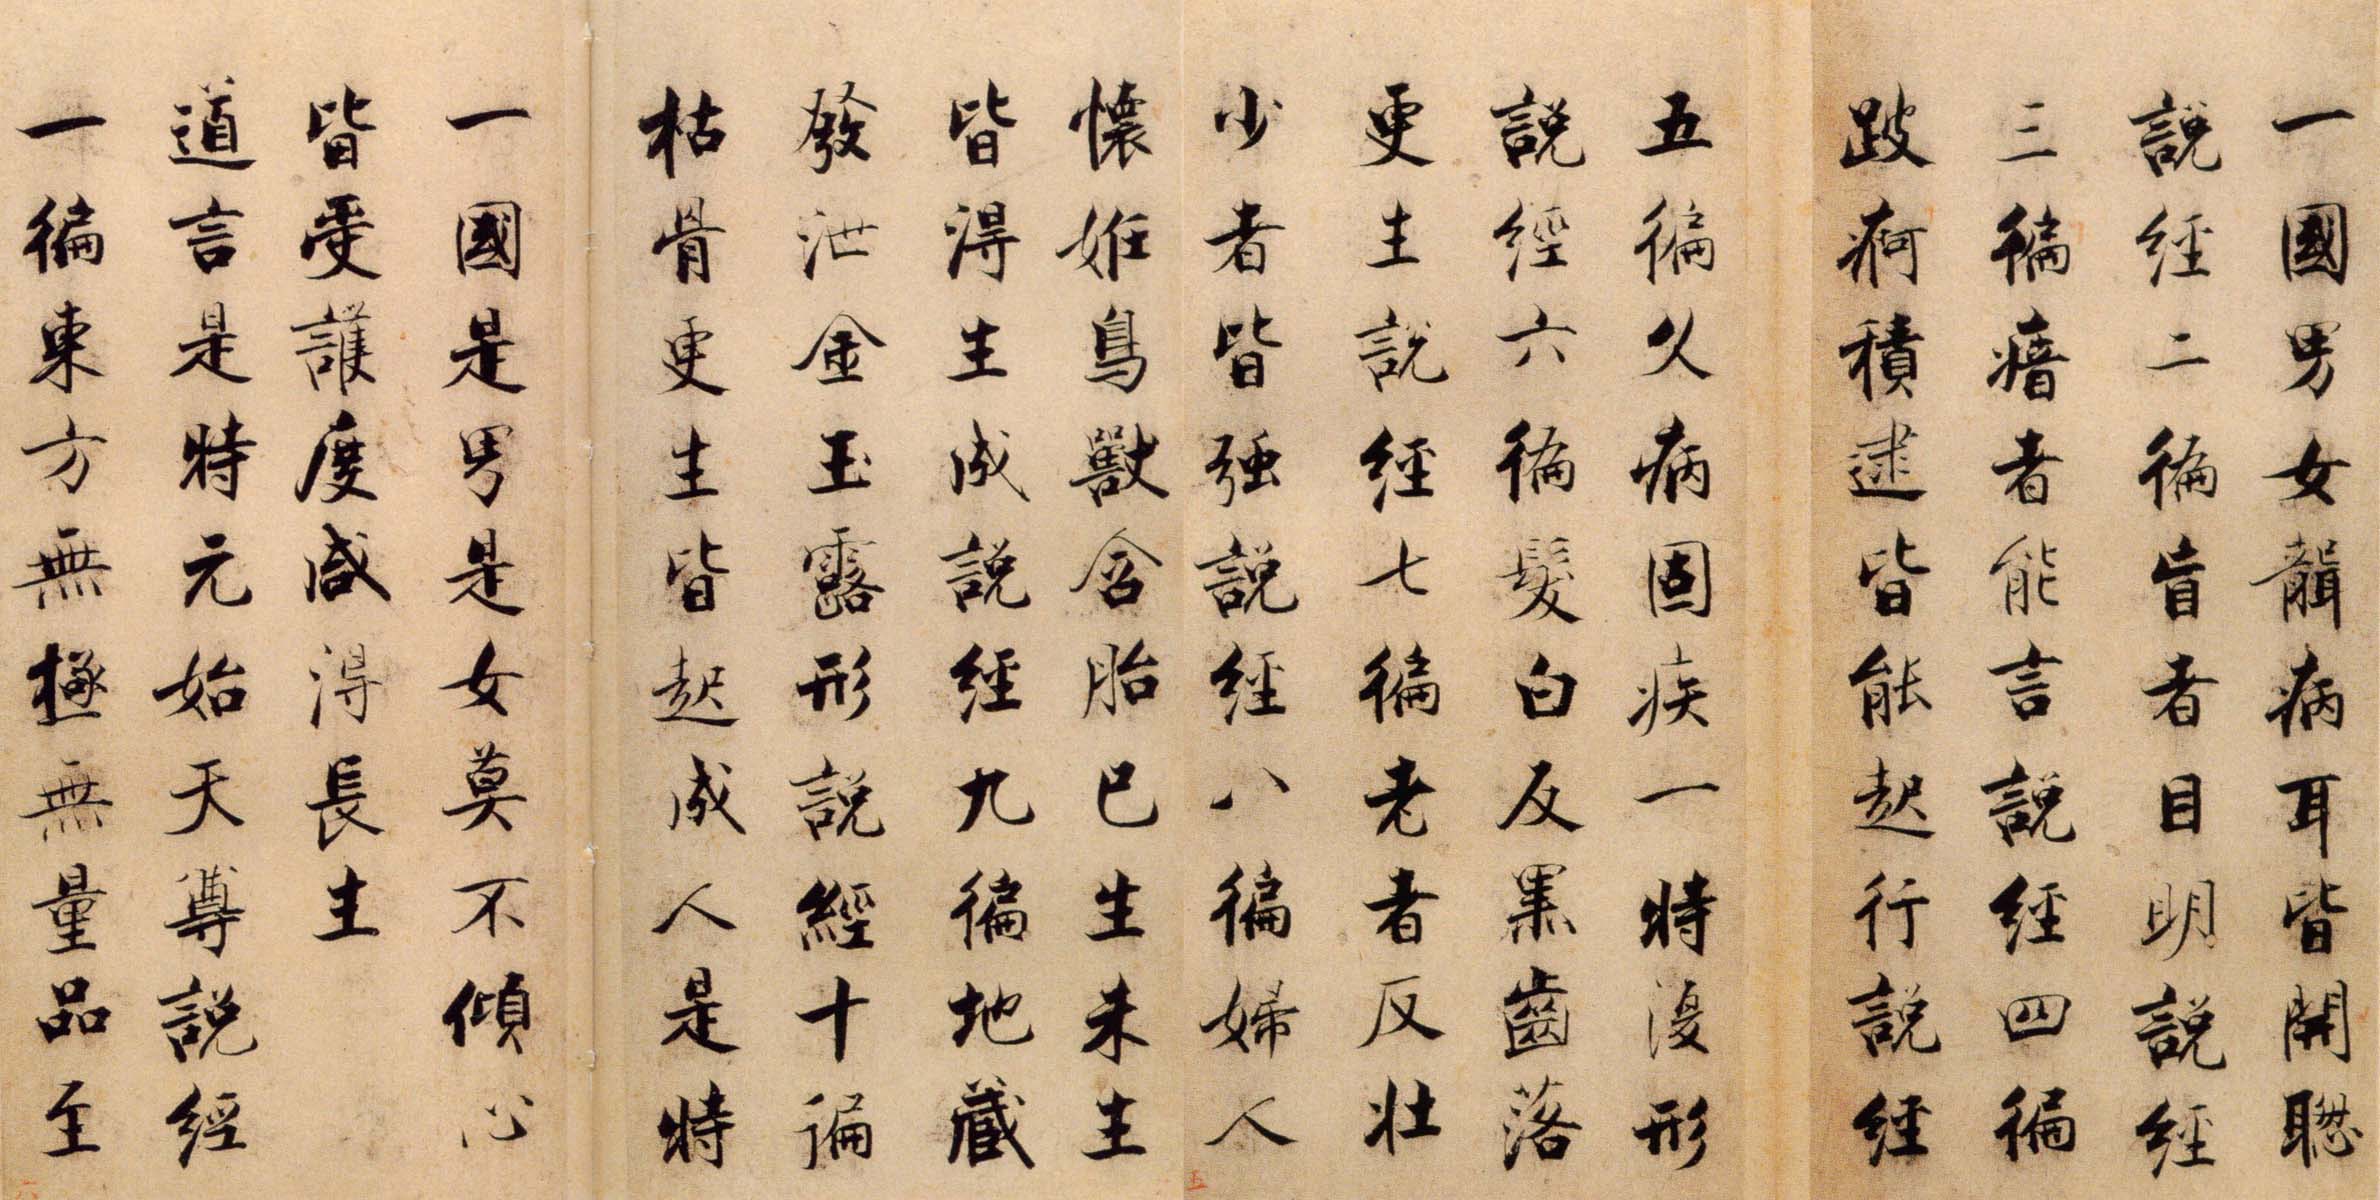 一國男女聾病耳皆開聰
說經二徧盲者目明說經
三徧瘖者能言說經四徧
跛痾積逮皆能起行說經
五徧久病固疾一時復形
說經六徧髮白反黑齒落
更生說經七徧老者反壯
少者皆強說經八徧婦人
懷妊鳥獸含胎已生未生
皆得生成說經九徧地藏
發泄金玉露形說經十遍
枯骨更生皆起成人是時
一國是男是女莫不傾心
皆受護度咸得長生
道言是時元始天尊說經
一徧東方無極無量品至
五
六